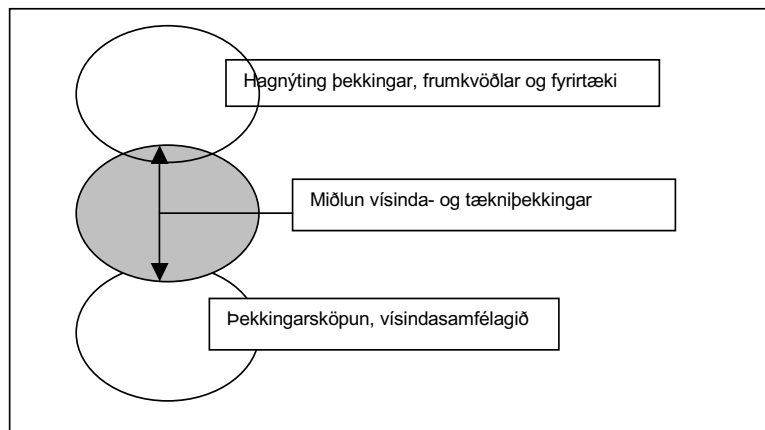 Hagnýting þekkingar, frumkvöðlar og fyrirtæki
Miðlun vísinda- og tækniþekkingar
Þekkingarsköpun, vísindasamfélagið